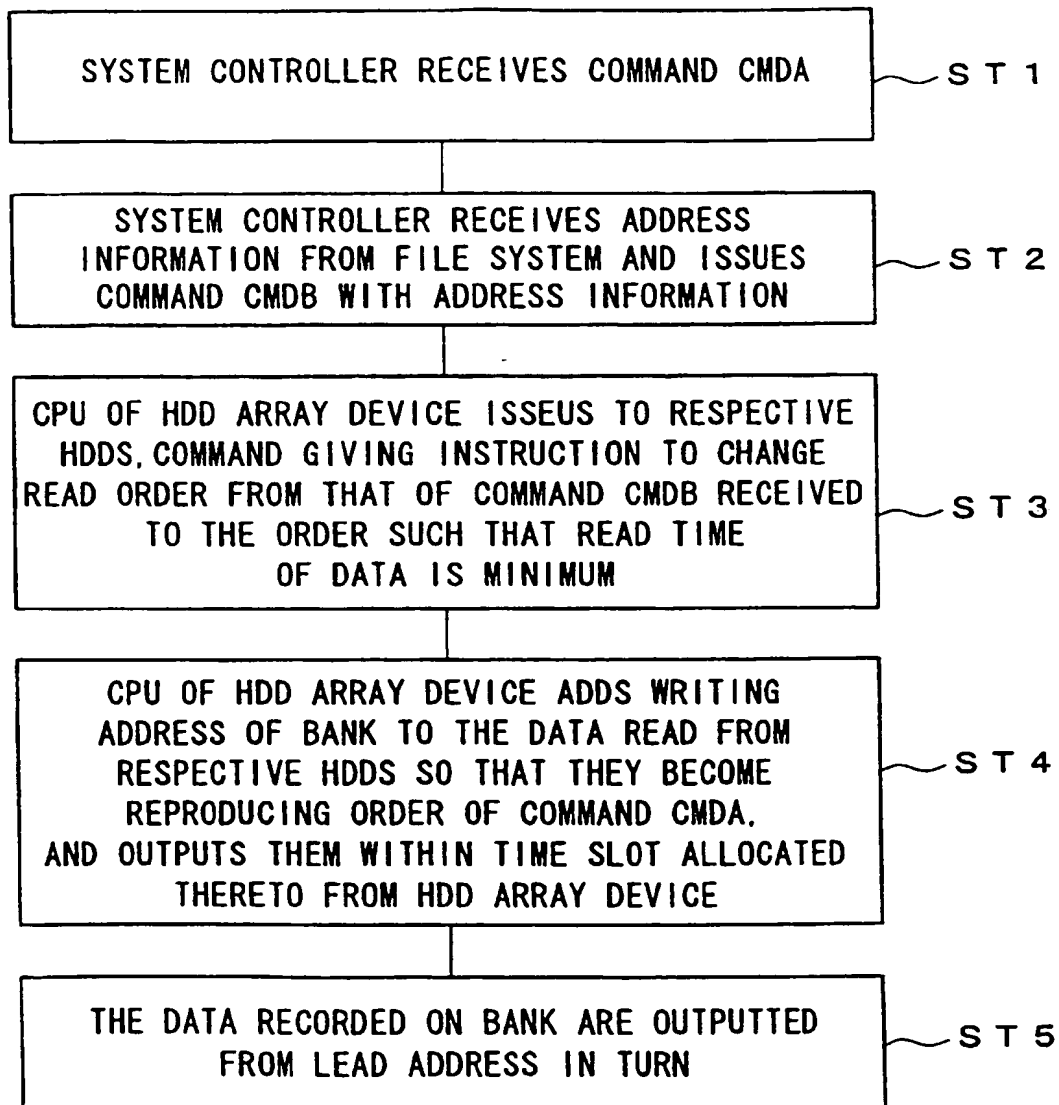 SYSTEM CONTROLLER RECEIVES COMMAND CMDA
ST1
SYSTEM CONTROLLER RECEIVES ADDRESS
INFORMATION FROM FILE SYSTEM AND ISSUES
COMMAND CMDB WITH ADDRESS INFORMATION
ST2
CPU OF HDD ARRAY DEVICE ISSEUS TO RESPECTIVE
HDDS, COMMAND GIVING INSTRUCTION TO CHANGE
READ ORDER FROM THAT OF COMMAND CMDB RECEIVED
TO THE ORDER SUCH THAT READ TIME
OF DATA IS MINIMUM
ST3
CPU OF HDD ARRAY DEVICE ADDS WRITING
ADDRESS OF BANK TO THE DATA READ FROM
RESPECTIVE HDDS SO THAT THEY BECOME
REPRODUCING ORDER OF COMMAND CMDA,
AND OUTPUTS THEM WITHIN TIME SLOT ALLOCATED
THERETO FROM HDD ARRAY DEVICE
ST4
THE DATA RECORDED ON BANK ARE OUTPUTTED
FROM LEAD ADDRESS IN TURN
ST5